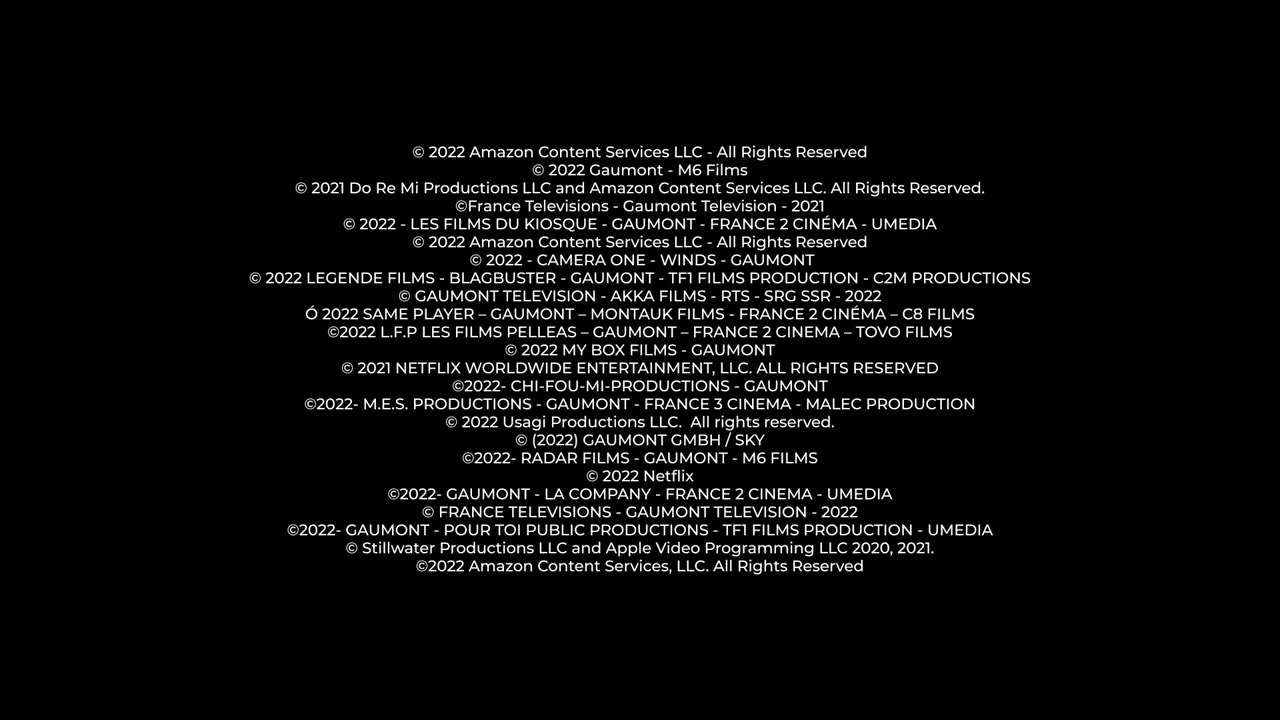 © 2022 Amazon Content Services LLC - All Rights Reserved
© 2022 Gaumont - M6 Films
© 2021 Do Re Mi Productions LLC and Amazon Content Services LLC. All Rights Reserved.
©France Televisions - Gaumont Television - 2021
© 2022 - LES FILMS DU KIOSQUE - GAUMONT - FRANCE 2 CINÉMA - UMEDIA
© 2022 Amazon Content Services LLC - All Rights Reserved
© 2022 - CAMERA ONE - WINDS - GAUMONT
© 2022 LEGENDE FILMS - BLAGBUSTER - GAUMONT - TF1 FILMS PRODUCTION - C2M PRODUCTIONS
© GAUMONT TELEVISION - AKKA FILMS - RTS - SRG SSR - 2022
Ó 2022 SAME PLAYER – GAUMONT – MONTAUK FILMS - FRANCE 2 CINÉMA – C8 FILMS
©2022 L.F.P LES FILMS PELLEAS – GAUMONT – FRANCE 2 CINEMA – TOVO FILMS
© 2022 MY BOX FILMS - GAUMONT
© 2021 NETFLIX WORLDWIDE ENTERTAINMENT, LLC. ALL RIGHTS RESERVED
©2022- CHI-FOU-MI-PRODUCTIONS - GAUMONT
©2022- M.E.S. PRODUCTIONS - GAUMONT - FRANCE 3 CINEMA - MALEC PRODUCTION
© 2022 Usagi Productions LLC.  All rights reserved.
© (2022) GAUMONT GMBH / SKY
©2022- RADAR FILMS - GAUMONT - M6 FILMS
© 2022 Netflix
©2022- GAUMONT - LA COMPANY - FRANCE 2 CINEMA - UMEDIA
© FRANCE TELEVISIONS - GAUMONT TELEVISION - 2022
©2022- GAUMONT - POUR TOI PUBLIC PRODUCTIONS - TF1 FILMS PRODUCTION - UMEDIA
© Stillwater Productions LLC and Apple Video Programming LLC 2020, 2021.
©2022 Amazon Content Services, LLC. All Rights Reserved